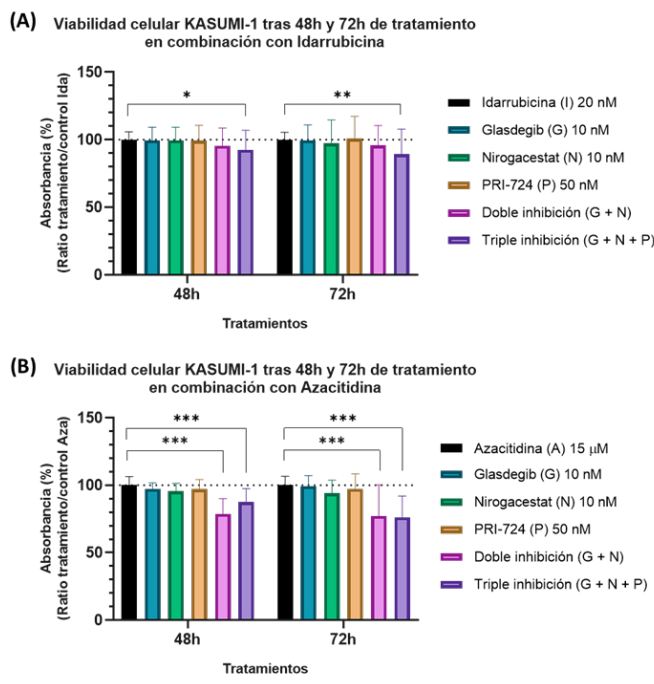 (A)
Viabilidad celular KASUMI-1 tras 48h y 72h de tratamiento
en combinación con Idarrubicina
Absorbancia (%)
(Ratio tratamiento/control Ida)
150
100
50
0
*
**
48h
72h
Tratamientos
Idarrubicina (I) 20 nM
Glasdegib (G) 10 nM
Nirogacestat (N) 10 nM
PRI-724 (P) 50 nM
Doble inhibición (G + N)
Triple inhibición (G + N + P)
(B)
Viabilidad celular KASUMI-1 tras 48h y 72h de tratamiento
en combinación con Azacitidina
Absorbancia (%)
(Ratio tratamiento/control Aza)
150
100
50
0
***
***
***
***
48h
72h
Tratamientos
Azacitidina (A) 15 μM
Glasdegib (G) 10 nM
Nirogacestat (N) 10 nM
PRI-724 (P) 50 nM
Doble inhibición (G + N)
Triple inhibición (G + N + P)